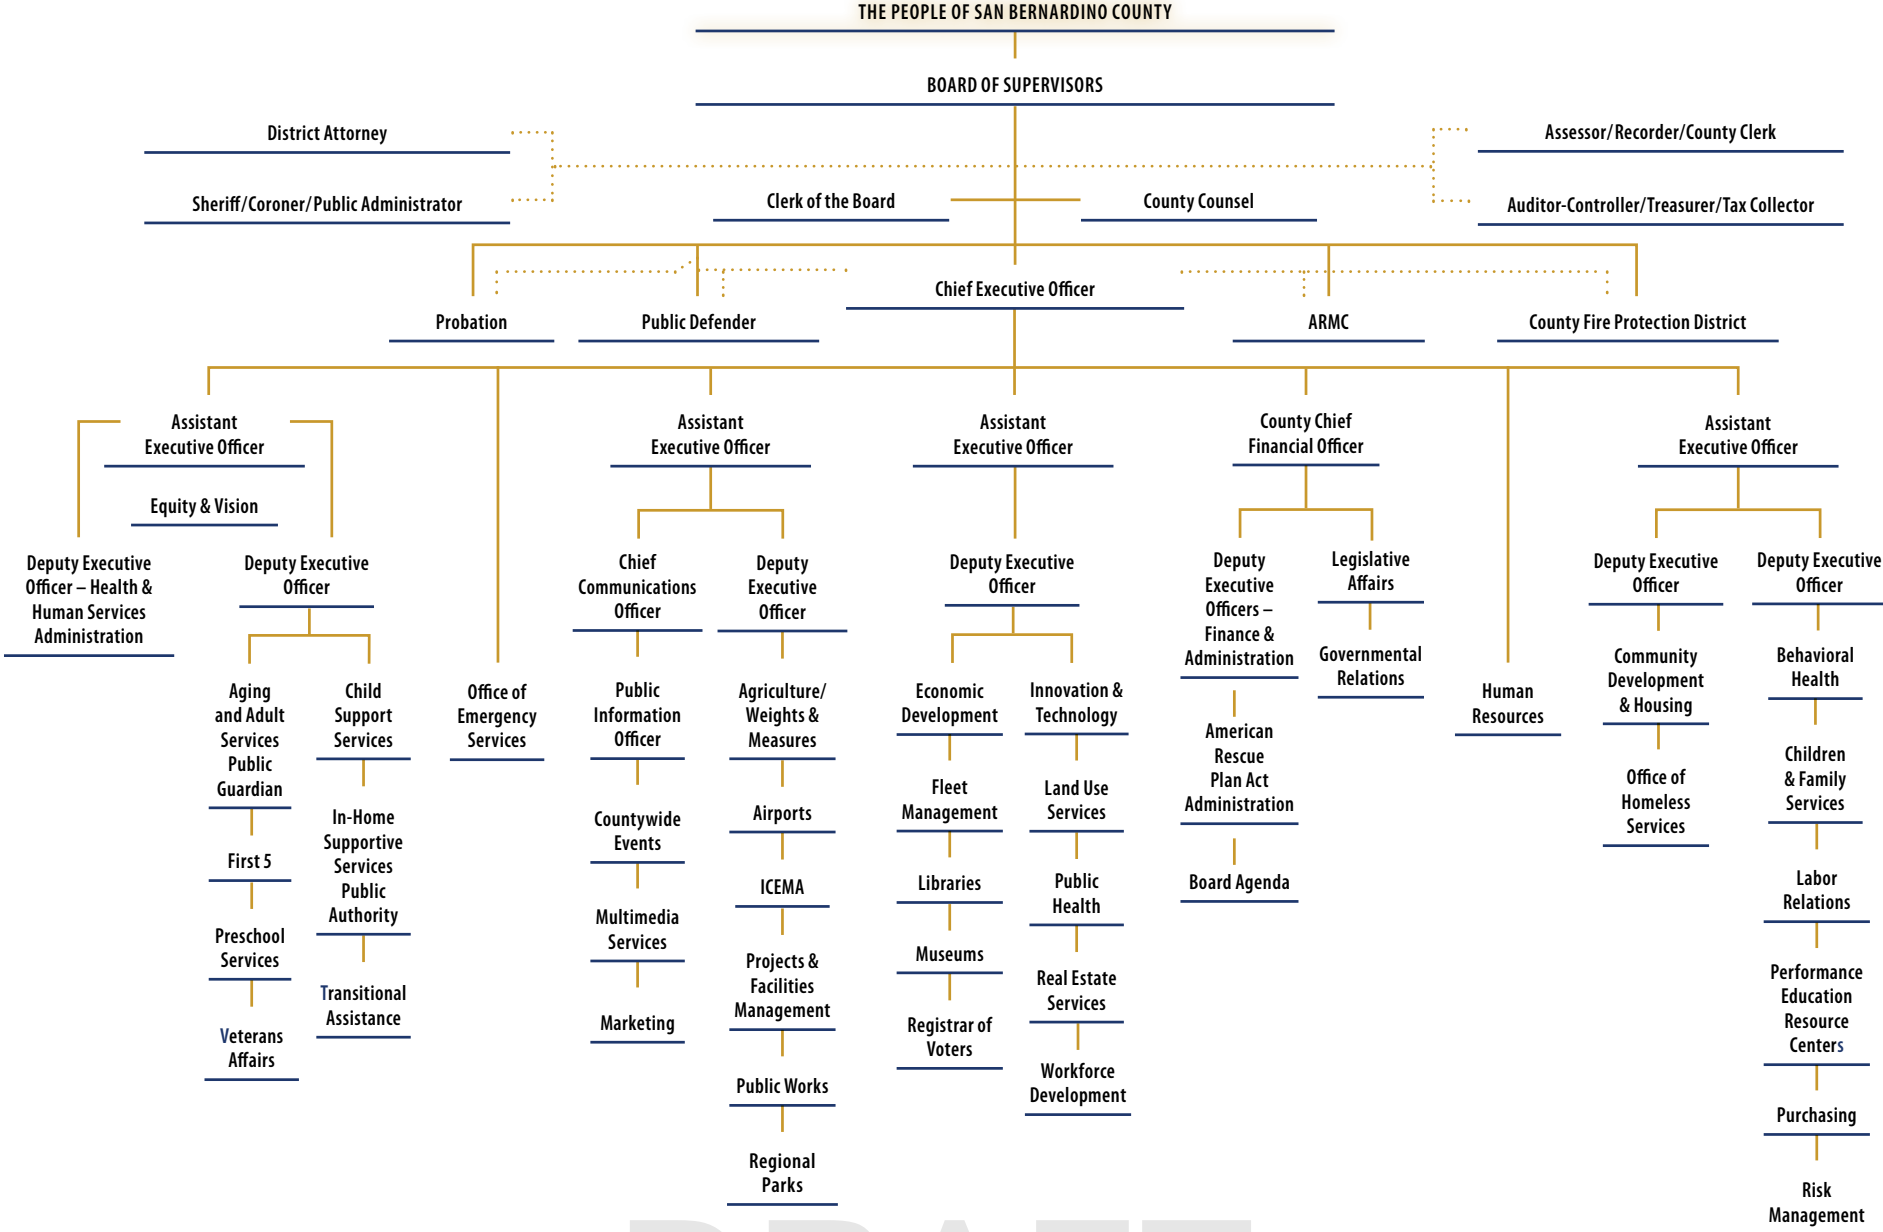 THE PEOPLE OF SAN BERNARDINO COUNTY
BOARD OF SUPERVISORS
District Attorney
Assessor/Recorder/County Clerk
Sheriff/Coroner/Public Administrator
Clerk of the Board
County Counsel
Auditor-Controller/Treasurer/Tax Collector
Chief Executive Officer
Probation
Public Defender
ARMC
County Fire Protection District
Assistant
Executive Officer
Equity & Vision
Deputy Executive
Officer – Health &
Human Services
Administration
Deputy Executive
Officer
Aging
and Adult
Services
Public
Guardian
First 5
Preschool
Services
Veterans
Affairs
Child
Support
Services
In-Home
Supportive
Services
Public
Authority
Transitional
Assistance
Office of
Emergency
Services
Assistant
Executive Officer
Chief
Communications
Officer
Public
Information
Officer
Countywide
Events
Multimedia
Services
Marketing
Deputy
Executive
Officer
Agriculture/
Weights &
Measures
Airports
ICEMA
Projects &
Facilities
Management
Public Works
Regional
Parks
Assistant
Executive Officer
Deputy Executive
Officer
Economic
Development
Fleet
Management
Libraries
Museums
Registrar of
Voters
Innovation &
Technology
Land Use
Services
Public
Health
Real Estate
Services
Workforce
Development
County Chief
Financial Officer
Deputy
Executive
Officers –
Finance &
Administration
American
Rescue
Plan Act
Administration
Board Agenda
Legislative
Affairs
Governmental
Relations
Human
Resources
Assistant
Executive Officer
Deputy Executive
Officer
Community
Development
& Housing
Office of
Homeless
Services
Deputy Executive
Officer
Behavioral
Health
Children
& Family
Services
Labor
Relations
Performance
Education
Resource
Centers
Purchasing
Risk
Management